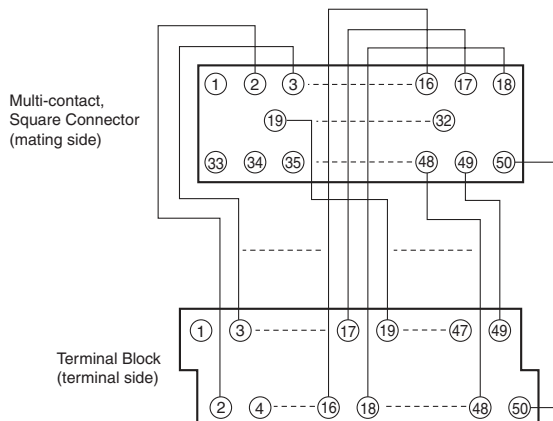 1 2 3 16 17 18
Multi-contact,
Square Connector
(mating side)
19 32
33 34 35 48 49 50
1 3 17 19 47 49
Terminal Block
(terminal side)
2 4 16 18 48 50